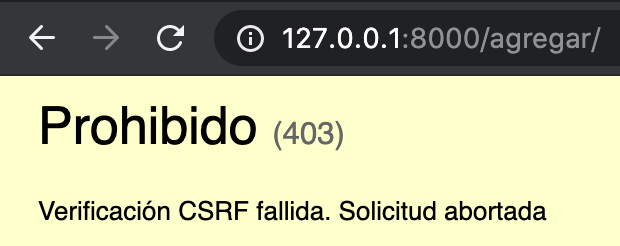 127.0.0.1:8000/agregar/
Prohibido (403)
Verificación CSRF fallida. Solicitud abortada